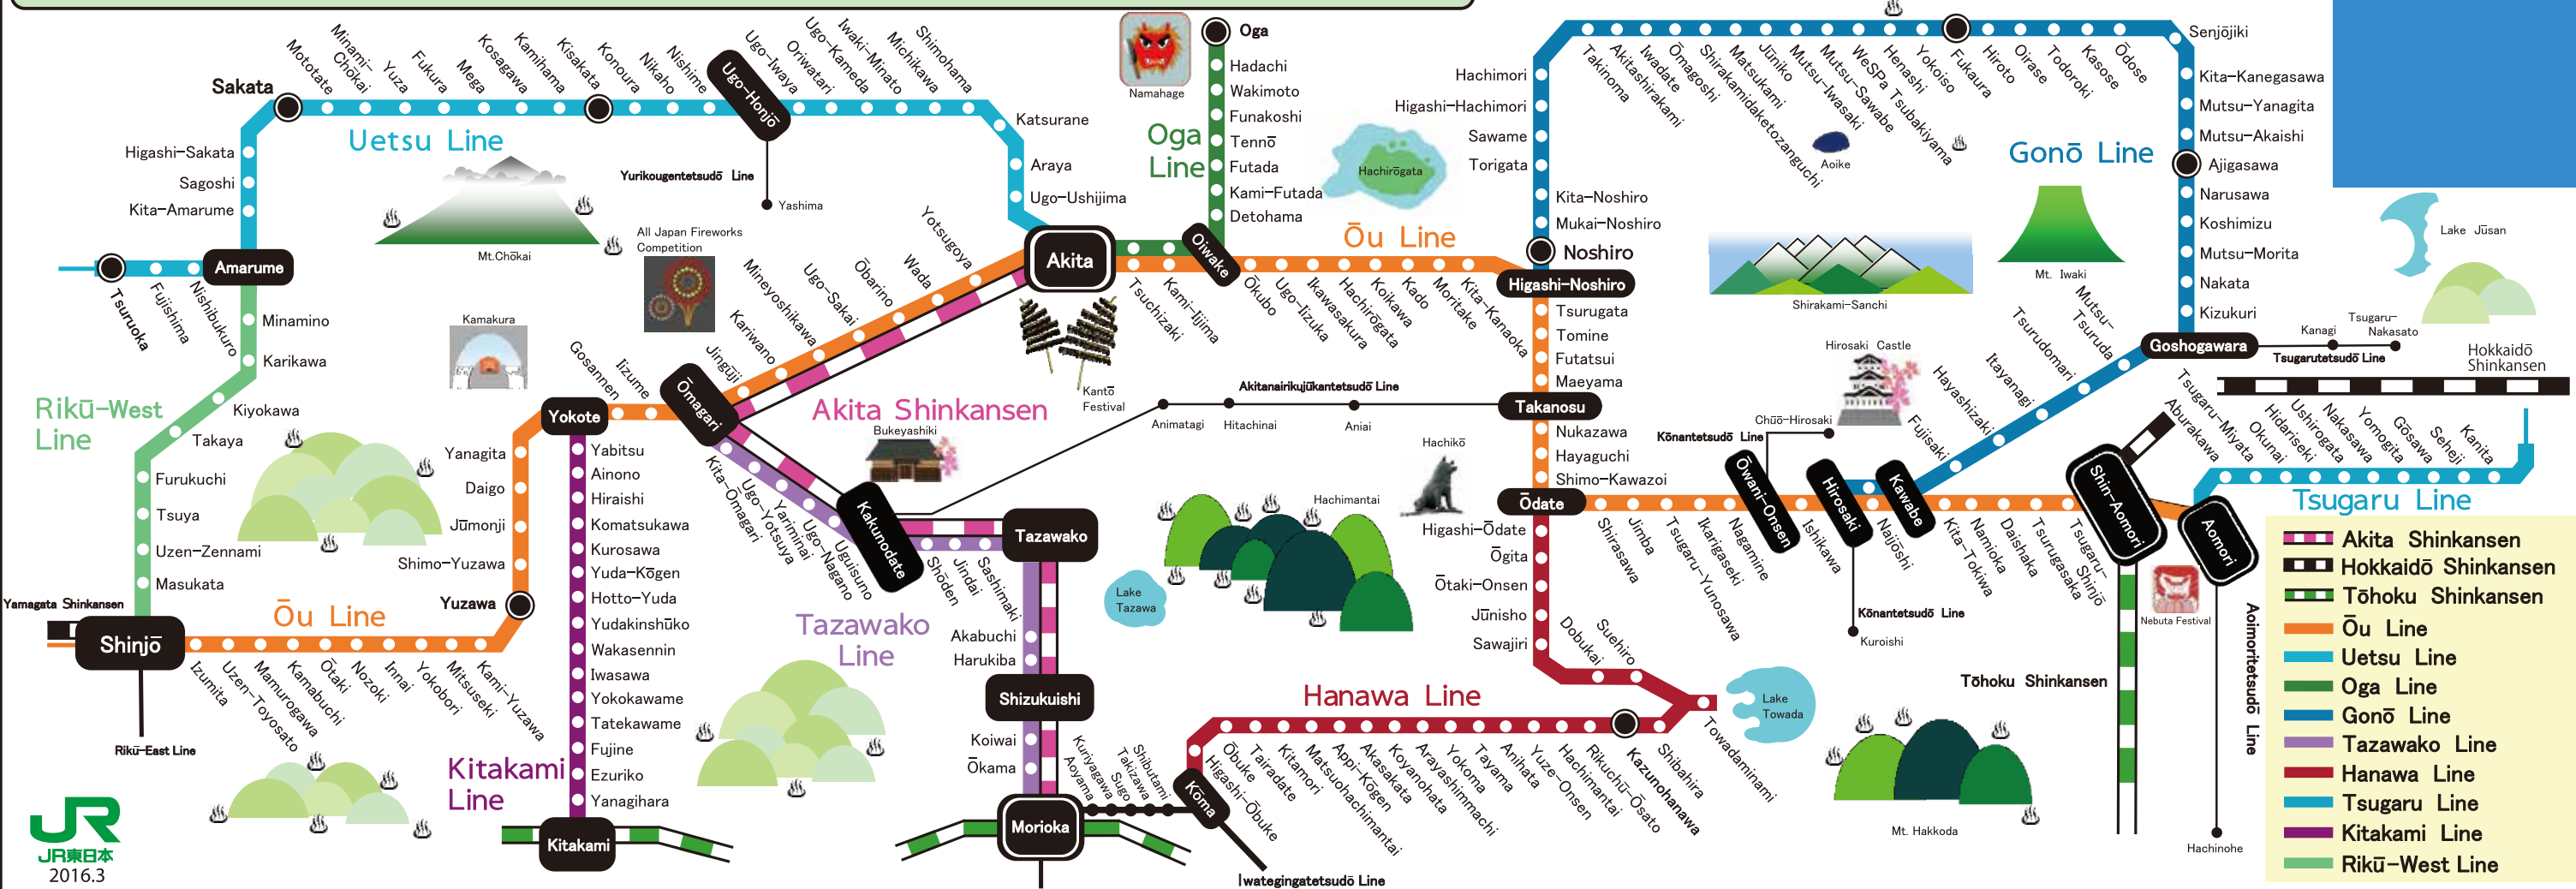 Sakata
Mototate
Minami-
Chōkai
Yuza
Fukura
Mega
Kosagawa
Kamihama
Kisakata
Konoura
Nikaho
Nishime
Ugo-Honjō
Ugo-Iwaya
Oriwatari
Ugo-Kameda
Iwaki-Minato
Michikawa
Shimohama
Katsurane
Araya
Ugo-Ushijima
Uetsu Line
Higashi-Sakata
Sagoshi
Kita-Amarume
Amarume
Tsuruoka
Fujishima
Nishibukuro
Mt.Chōkai
Yurikougentetsudō Line
Yashima
Minamino
Karikawa
Kiyokawa
Takaya
Furukuchi
Tsuya
Uzen-Zennami
Masukata
Rikū-West
Line
Yamagata Shinkansen
Shinjō
Rikū-East Line
Ōu Line
Izumita
Uzen-Toyosato
Mamurogawa
Kamabuchi
Ōtaki
Nozoki
Innai
Yokobori
Mitsuseki
Kami-Yuzawa
Yuzawa
Shimo-Yuzawa
Jūmonji
Daigo
Yanagita
Yokote
Gosannen
Iizume
Ōmagari
Kamakura
All Japan Fireworks
Competition
Jingūji
Kariwano
Mineyoshikawa
Ugo-Sakai
Ōbarino
Wada
Yotsugoya
Akita
Akita Shinkansen
Kantō
Festival
Bukeyashiki
Yabitsu
Ainono
Hiraishi
Komatsukawa
Kurosawa
Yuda-Kōgen
Hotto-Yuda
Yudakinshūko
Wakasennin
Iwasawa
Yokokawame
Tatekawame
Fujine
Ezuriko
Yanagihara
Kitakami
Kitakami
Line
Kita-Ōmagari
Ugo-Yotsuya
Yariminai
Ugo-Nagano
Uguisuno
Kakunodate
Shōden
Jindai
Sashimaki
Tazawako
Tazawako
Line
Akabuchi
Harukiba
Shizukuishi
Koiwai
Ōkama
Morioka
Aoyama
Kuriyagawa
Sugo
Takizawa
Shibutami
Kōma
Iwategingatetsudō Line
Lake
Tazawa
Namahage
Oga
Hadachi
Wakimoto
Funakoshi
Tennō
Futada
Kami-Futada
Detohama
Oga
Line
Oiwake
Hachirōgata
Ōu Line
Tsuchizaki
Kami-Iijima
Ōkubo
Ugo-Iizuka
Ikawasakura
Hachirōgata
Koikawa
Kado
Moritake
Kita-Kanaoka
Higashi-Noshiro
Noshiro
Mukai-Noshiro
Kita-Noshiro
Torigata
Sawame
Higashi-Hachimori
Hachimori
Takinoma
Akitashirakami
Iwadate
Ōmagoshi
Shirakamidaketozanguchi
Matsukami
Jūniko
Mutsu-Iwasaki
Mutsu-Sawabe
WeSPa Tsubakiyama
Henashi
Yokoiso
Fukaura
Hiroto
Oirase
Todoroki
Kasose
Ōdose
Senjōjiki
Kita-Kanegasawa
Mutsu-Yanagita
Mutsu-Akaishi
Ajigasawa
Narusawa
Koshimizu
Mutsu-Morita
Nakata
Kizukuri
Goshogawara
Gonō Line
Aoike
Shirakami-Sanchi
Mt. Iwaki
Lake Jūsan
Mutsu-
Tsuruda
Tsurudomari
Itayanagi
Hayashizaki
Fujisaki
Kawabe
Kanagi
Tsugaru-
Nakasato
Tsugarutetsudō Line
Hokkaidō
Shinkansen
Tsurugata
Tomine
Futatsui
Maeyama
Takanosu
Akitanairikujūkantetsudō Line
Animatagi
Hitachinai
Aniai
Nukazawa
Hayaguchi
Shimo-Kawazoi
Ōdate
Hachikō
Hachimantai
Higashi-Ōdate
Ōgita
Ōtaki-Onsen
Jūnisho
Sawajiri
Dobukai
Suehiro
Towadaminami
Lake
Towada
Hanawa Line
Shibahira
Kazunohanawa
Rikuchū-Ōsato
Hachimantai
Yuze-Onsen
Anihata
Tayama
Yokoma
Arayashimmachi
Koyanohata
Akasakata
Appi-Kōgen
Matsuohachimantai
Kitamori
Tairadate
Ōbuke
Higashi-Ōbuke
Shirasawa
Jimba
Tsugaru-Yunosawa
Ikarigaseki
Nagamine
Ōwani-Onsen
Ishikawa
Hirosaki
Naijōshi
Kita-Tokiwa
Namioka
Daishaka
Tsurugasaka
Tsugaru-
Shinjō
Shin-Aomori
Aomori
Hirosaki Castle
Chūō-Hirosaki
Kōnantetsudō Line
Kōnantetsudō Line
Kuroishi
Aburakawa
Tsugaru-Miyata
Okunai
Hidariseki
Ushirogata
Nakasawa
Yomogita
Gōsawa
Seheji
Kanita
Tsugaru Line
Nebuta Festival
Tōhoku Shinkansen
Mt. Hakkoda
Aoimoritetsudō Line
Hachinohe
Akita Shinkansen
Hokkaidō Shinkansen
Tōhoku Shinkansen
Ōu Line
Uetsu Line
Oga Line
Gonō Line
Tazawako Line
Hanawa Line
Tsugaru Line
Kitakami Line
Rikū-West Line
JR
JR東日本
2016.3